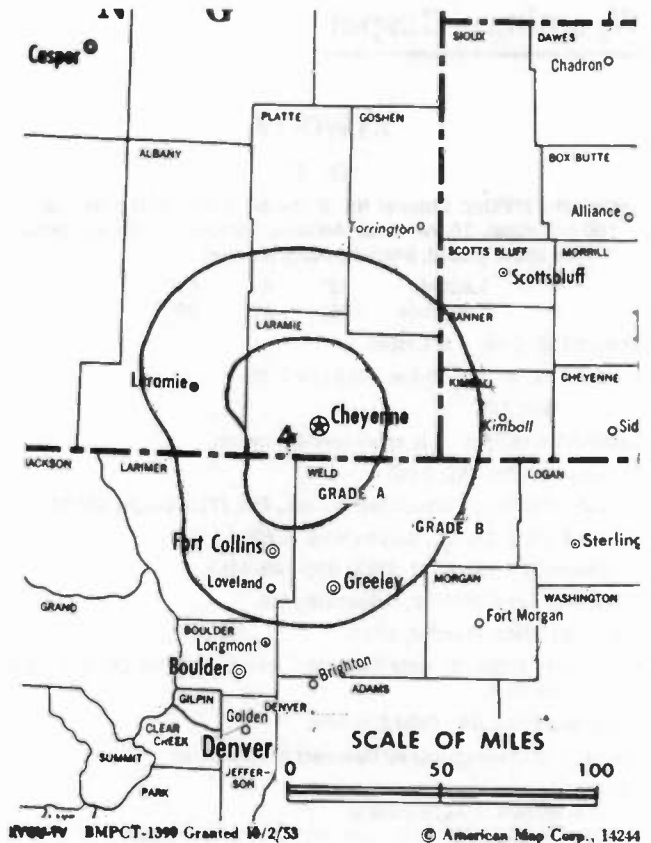 N G
SIOUX DAWES
Casper
Chadron
PLATTE GOSHEN
ALBANY
BOX BUTTE
Torrington
Alliance
SCOTTS BLUFF MORRILL
Scottsbluff
BANNER
LARAMIE
CHEYENNE
Laramie
KIMBALL
Cheyenne
Kimball
Sid
JACKSON LARIMER WELD LOGAN
GRADE A
GRADE B
Fort Collins
Sterling
Loveland Greeley
MORGAN
WASHINGTON
GRAND
BOULDER
Fort Morgan
Longmont
Boulder
Brighton
ADAMS
GILPIN
DENVER
Golden
CLEAR CREEK
Denver
SUMMIT
JEFFER-
SON
PARK
SCALE OF MILES
0 50 100
BMPCT-1390 Granted 10/2/53 © American Map Corp., 14244